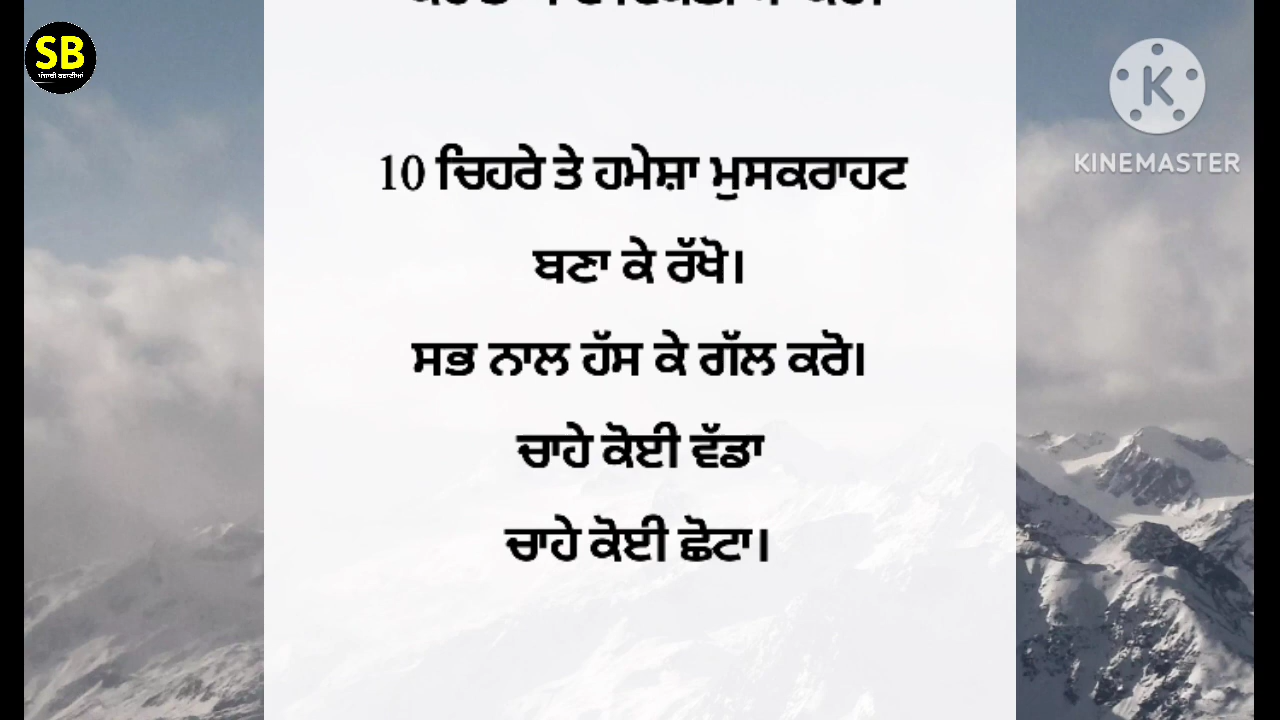 SB
KINEMASTER
10 ਚਿਹਰੇ ਤੇ ਹਮੇਸ਼ਾ ਮੁਸਕਰਾਹਟ
ਬਣਾ ਕੇ ਰੱਖੋ।
ਸਭ ਨਾਲ ਹੱਸ ਕੇ ਗੱਲ ਕਰੋ।
ਚਾਹੇ ਕੋਈ ਵੱਡਾ
ਚਾਹੇ ਕੋਈ ਛੋਟਾ।